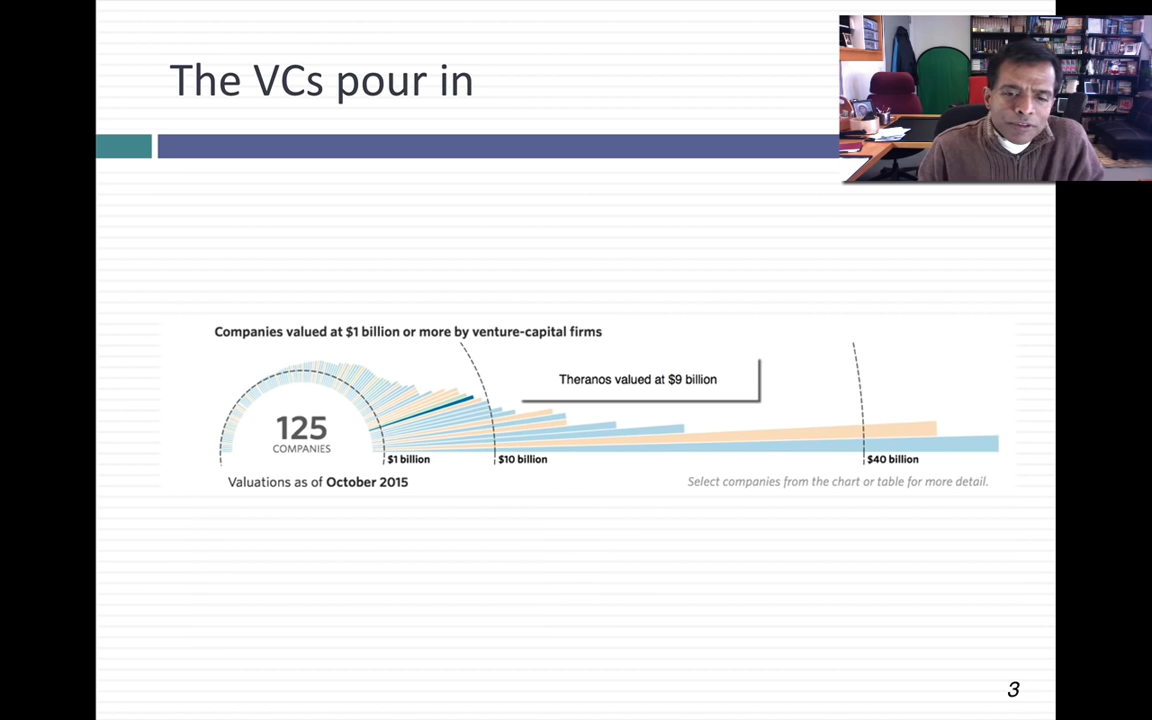 The VCs pour in
Companies valued at $1 billion or more by venture-capital firms
Theranos valued at $9 billion
125
COMPANIES
$1 billion
$10 billion
$40 billion
Valuations as of October 2015
Select companies from the chart or table for more detail.
3